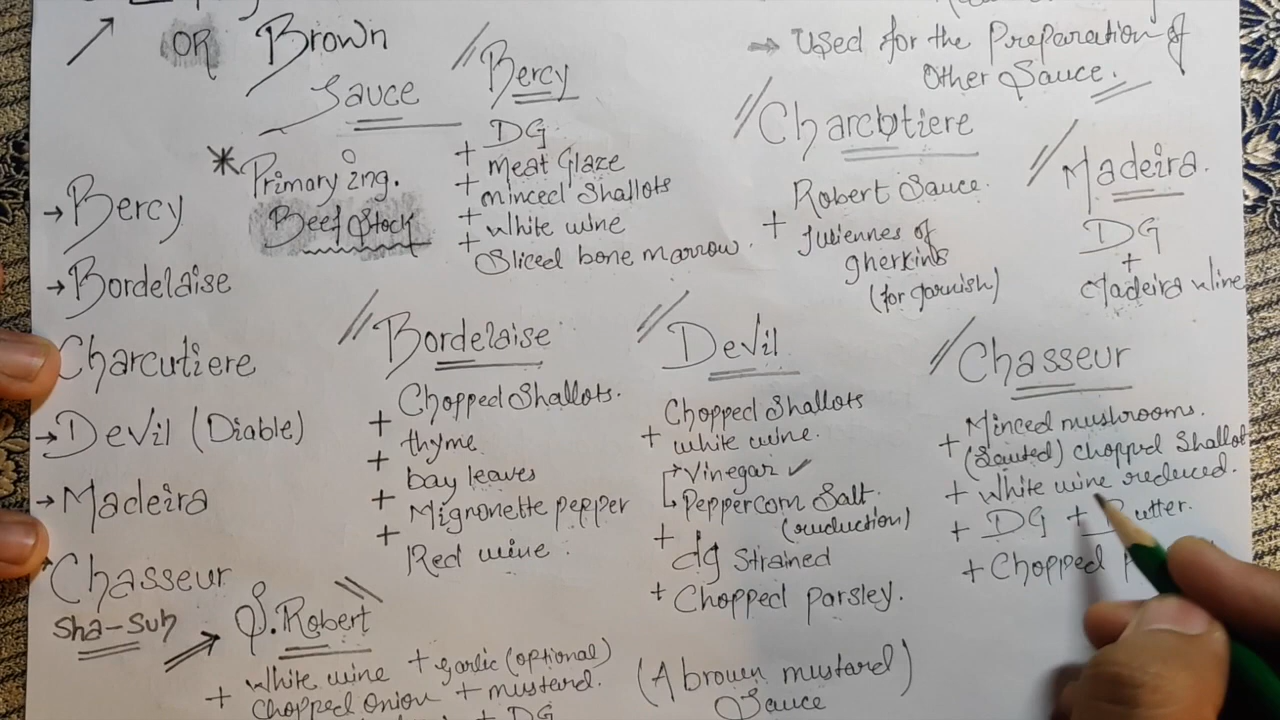 OR Brown
Sauce
* Primary ing.
Beef Stock
→ Bercy
→ Bordelaise
Charcutiere
→ Devil (Diable)
→ Madeira
Chasseur
Sha-Suh
Bercy
DG
+ meat Glaze
+ minced Shallots
+ white wine
+ Sliced bone marrow.
→ Used for the Preparation of
Other Sauce.
Charcutiere
Robert Sauce.
+ Juliennes of
gherkins
(for garnish)
Madeira.
DG
+
Madeira wine
Bordelaise
Chopped Shallots.
+ thyme
+ bay leaves
+ Mignonette pepper
+ Red wine.
Devil
Chopped Shallots
+ white wine.
Vinegar ✓
Peppercorn Salt.
(ruduction)
+ dg Strained
+ Chopped parsley.
Chasseur
Minced mushrooms.
+ (Sauted) chopped Shallot
+ White wine reduced.
+ DG + Butter.
+ Chopped
S. Robert
white wine + garlic (optional)
+ Chopped onion + mustard.
+ DG
(A brown mustard)
Sauce